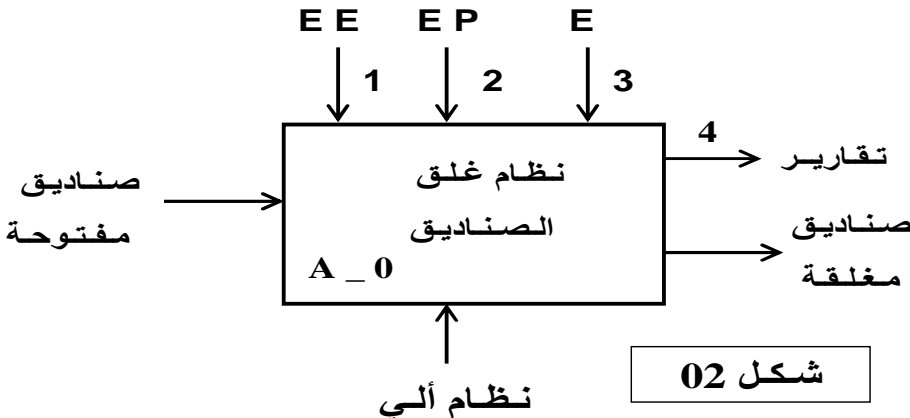 E E
E P
E
1
2
3
4
تقارير
نظام غلق
الصناديق
A _ 0
صناديق
مفتوحة
صناديق
مغلقة
نظام ألي
شكل 02